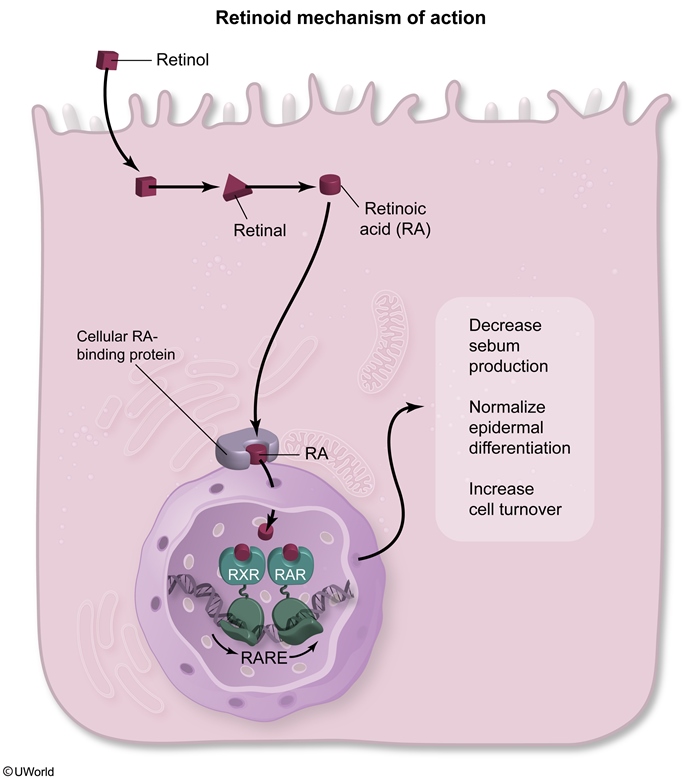 Retinoid mechanism of action
Retinol
Retinal
Retinoic
acid (RA)
Cellular RA-
binding protein
RA
Decrease
sebum
production
Normalize
epidermal
differentiation
Increase
cell turnover
RXR
RAR
RARE
©UWorld